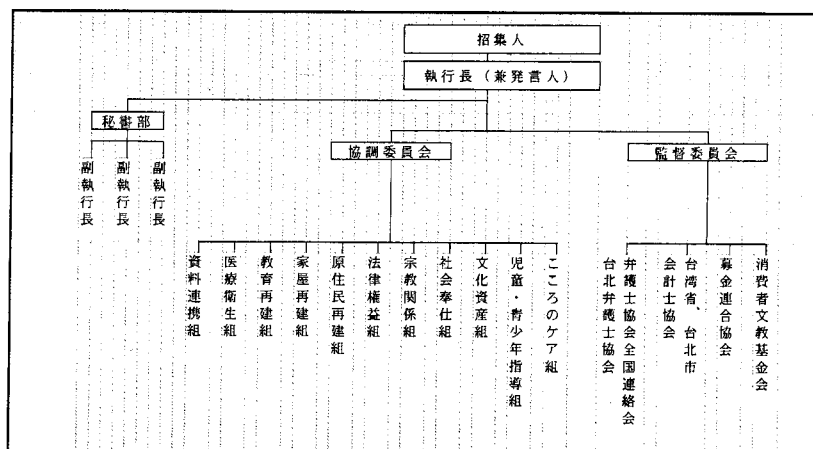 招集人
執行長（兼発言人）
秘書部
協調委員会
監督委員会
副執行長
副執行長
副執行長
資料連携組
医療衛生組
教育再建組
家屋再建組
原住民再建組
法律権益組
宗教関係組
社会奉仕組
文化資産組
児童・青少年指導組
こころのケア組
台北弁護士協会
弁護士協会全国連絡会
会計士協会
台湾省、台北市
募金連合協会
消費者文教基金会